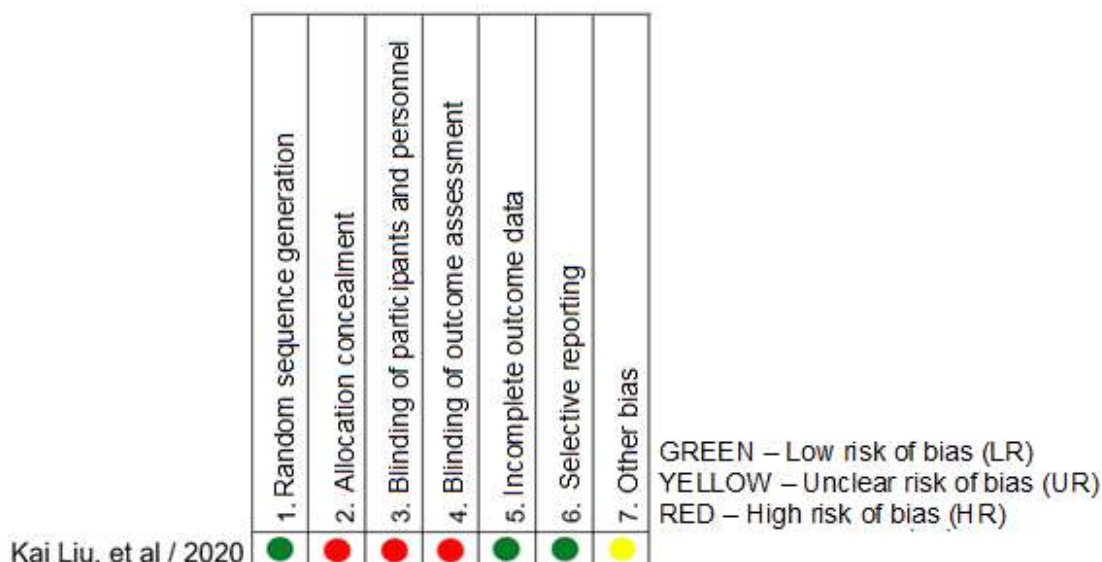 1. Random sequence generation
2. Allocation concealment
3. Blinding of participants and personnel
4. Blinding of outcome assessment
5. Incomplete outcome data
6. Selective reporting
7. Other bias
GREEN – Low risk of bias (LR)
YELLOW – Unclear risk of bias (UR)
RED – High risk of bias (HR)
Kai Liu, et al / 2020